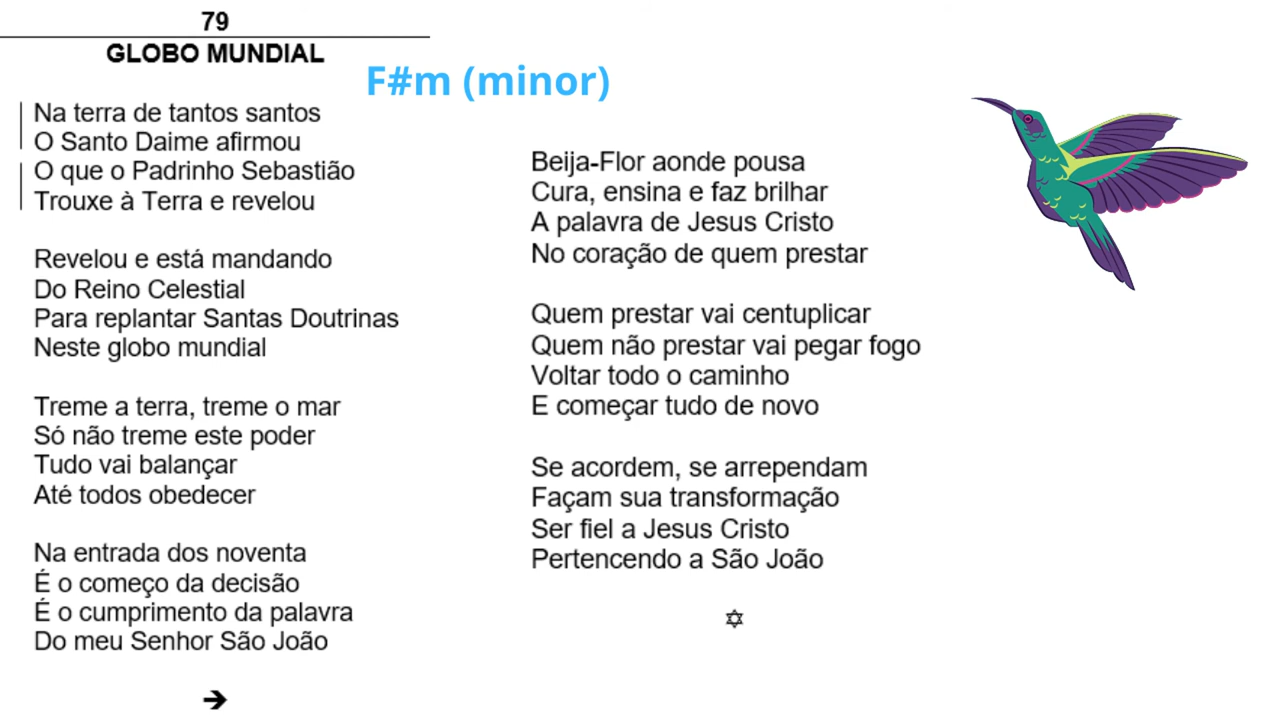 79
GLOBO MUNDIAL
F#m (minor)
Na terra de tantos santos
O Santo Daime afirmou
O que o Padrinho Sebastião
Trouxe à Terra e revelou
Revelou e está mandando
Do Reino Celestial
Para replantar Santas Doutrinas
Neste globo mundial
Treme a terra, treme o mar
Só não treme este poder
Tudo vai balançar
Até todos obedecer
Na entrada dos noventa
É o começo da decisão
É o cumprimento da palavra
Do meu Senhor São João
Beija-Flor aonde pousa
Cura, ensina e faz brilhar
A palavra de Jesus Cristo
No coração de quem prestar
Quem prestar vai centuplicar
Quem não prestar vai pegar fogo
Voltar todo o caminho
E começar tudo de novo
Se acordem, se arrependam
Façam sua transformação
Ser fiel a Jesus Cristo
Pertencendo a São João